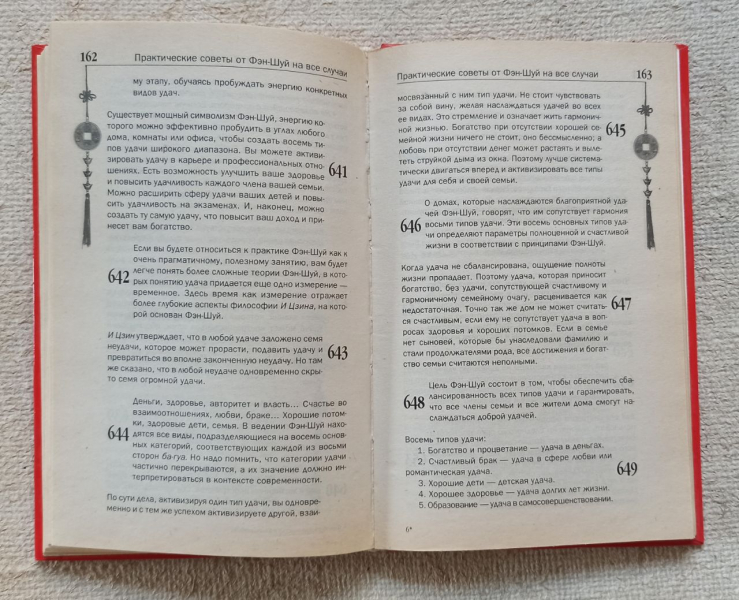 162
Практические советы от Фэн-Шуй на все случаи
му этапу, обучаясь пробуждать энергию конкретных
видов удач.
Существует мощный символизм Фэн-Шуй, энергию ко-
торого можно эффективно пробудить в углах любого
дома, комнаты или офиса, чтобы создать восемь ти-
пов удачи широкого диапазона. Вы можете активи-
зировать удачу в карьере и профессиональных отно-
шениях. Есть возможность улучшить ваше здоровье
и повысить удачливость каждого члена вашей семьи.
Можно расширить сферу удачи ваших детей и повы-
сить удачливость на экзаменах. И, наконец, можно
создать ту самую удачу, что повысит ваш доход и при-
несет вам богатство.
641
Если вы будете относиться к практике Фэн-Шуй как к
очень прагматичному, полезному занятию, вам будет
легче понять более сложные теории Фэн-Шуй, в кото-
рых понятию удача придается еще одно измерение —
временное. Здесь время как измерение отражает
более глубокие аспекты философии И Цзина, на ко-
рой основан Фэн-Шуй.
642
И Цзин утверждает, что в любой удаче заложено семя
неудачи, которое может прорасти, подавить удачу и
превратиться во вполне законченную неудачу. Но там
же сказано, что в любой неудаче одновременно скры-
то семя огромной удачи.
643
Деньги, здоровье, авторитет и власть... Счастье во
взаимоотношениях, любви, браке... Хорошие потом-
ки, здоровые дети, семья. В ведении Фэн-Шуй нахо-
дятся все виды, подразделяющиеся на восемь основ-
ных категорий, соответствующих каждой из восьми
сторон ба-гуа. Но надо помнить, что категории удачи
частично перекрываются, а их значение должно ин-
терпретироваться в контексте современности.
644
По сути дела, активизируя один тип удачи, вы одновре-
менно и с тем же успехом активизируете другой, взаи-
Практические советы от Фэн-Шуй на все случаи
163
мосвязанный с ним тип удачи. Не стоит чувствовать
за собой вину, желая наслаждаться удачей во всех
ее видах. Это стремление и означает жить гармонич-
ной жизнью. Богатство при отсутствии хорошей се-
мейной жизни ничего не стоит, оно бессмысленно; а
любовь при отсутствии денег может растаять и выле-
теть струйкой дыма из окна. Поэтому лучше система-
тически двигаться вперед и активизировать все типы
удачи для себя и своей семьи.
645
О домах, которые наслаждаются благоприятной уда-
чей Фэн-Шуй, говорят, что им сопутствует гармония
восьми типов удачи. Эти восемь основных типов уда-
чи определяют параметры полноценной и счастливой
жизни в соответствии с принципами Фэн-Шуй.
646
Когда удача не сбалансирована, ощущение полноты
жизни пропадает. Поэтому удача, которая приносит
богатство, без удачи, сопутствующей счастливому и
гармоничному семейному очагу, расценивается как
недостаточная. Точно так же дом не может считать-
ся счастливым, если ему не сопутствует удача в вопро-
сах здоровья и хороших потомков. Если в семье
нет сыновей, которые бы унаследовали фамилию и
стали продолжателями рода, все достижения и богат-
ство семьи считаются неполными.
647
Цель Фэн-Шуй состоит в том, чтобы обеспечить сба-
лансированность всех типов удачи и гарантировать,
что все члены семьи и все жители дома смогут на-
слаждаться доброй удачей.
648
Восемь типов удачи:
1. Богатство и процветание — удача в деньгах.
2. Счастливый брак — удача в сфере любви или
романтическая удача.
3. Хорошие дети — детская удача.
4. Хорошее здоровье — удача долгих лет жизни.
5. Образование — удача в самосовершенствовании.
649
6*